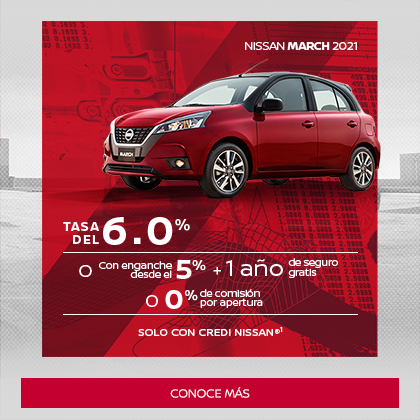 NISSAN MARCH 2021
MARCH
TASA DEL 6.0%
O Con enganche desde el 5% + 1 año de seguro gratis
O 0% de comisión por apertura
SOLO CON CREDI NISSAN®¹
CONOCE MÁS